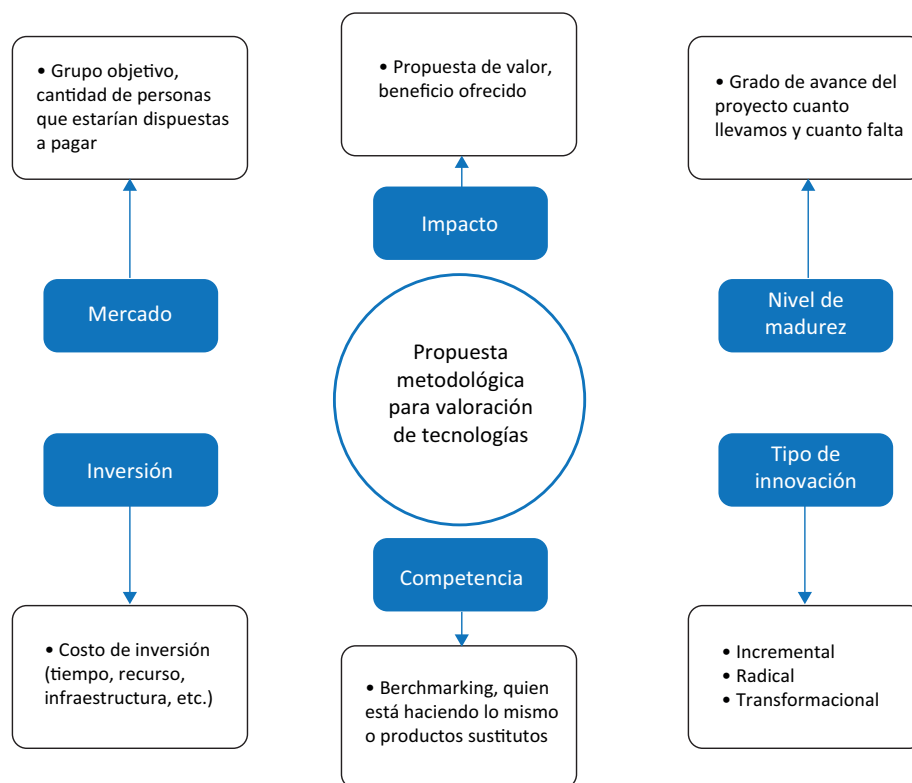 • Grupo objetivo,
cantidad de personas
que estarían dispuestas
a pagar
• Propuesta de valor,
beneficio ofrecido
• Grado de avance del
proyecto cuanto
llevamos y cuanto falta
Impacto
Mercado
Nivel de
madurez
Propuesta
metodológica
para valoración
de tecnologías
Inversión
Tipo de
innovación
Competencia
• Costo de inversión
(tiempo, recurso,
infraestructura, etc.)
• Berchmarking, quien
está haciendo lo mismo
o productos sustitutos
• Incremental
• Radical
• Transformacional